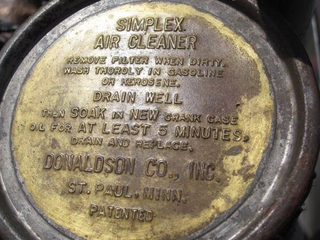 SIMPLEX
AIR CLEANER
REMOVE FILTER WHEN DIRTY.
WASH THOROLY IN GASOLINE
OR KEROSENE.
DRAIN WELL
THEN SOAK IN NEW CRANK CASE
OIL FOR AT LEAST 5 MINUTES.
DRAIN AND REPLACE.
DONALDSON CO., INC.
ST. PAUL, MINN.
PATENTED